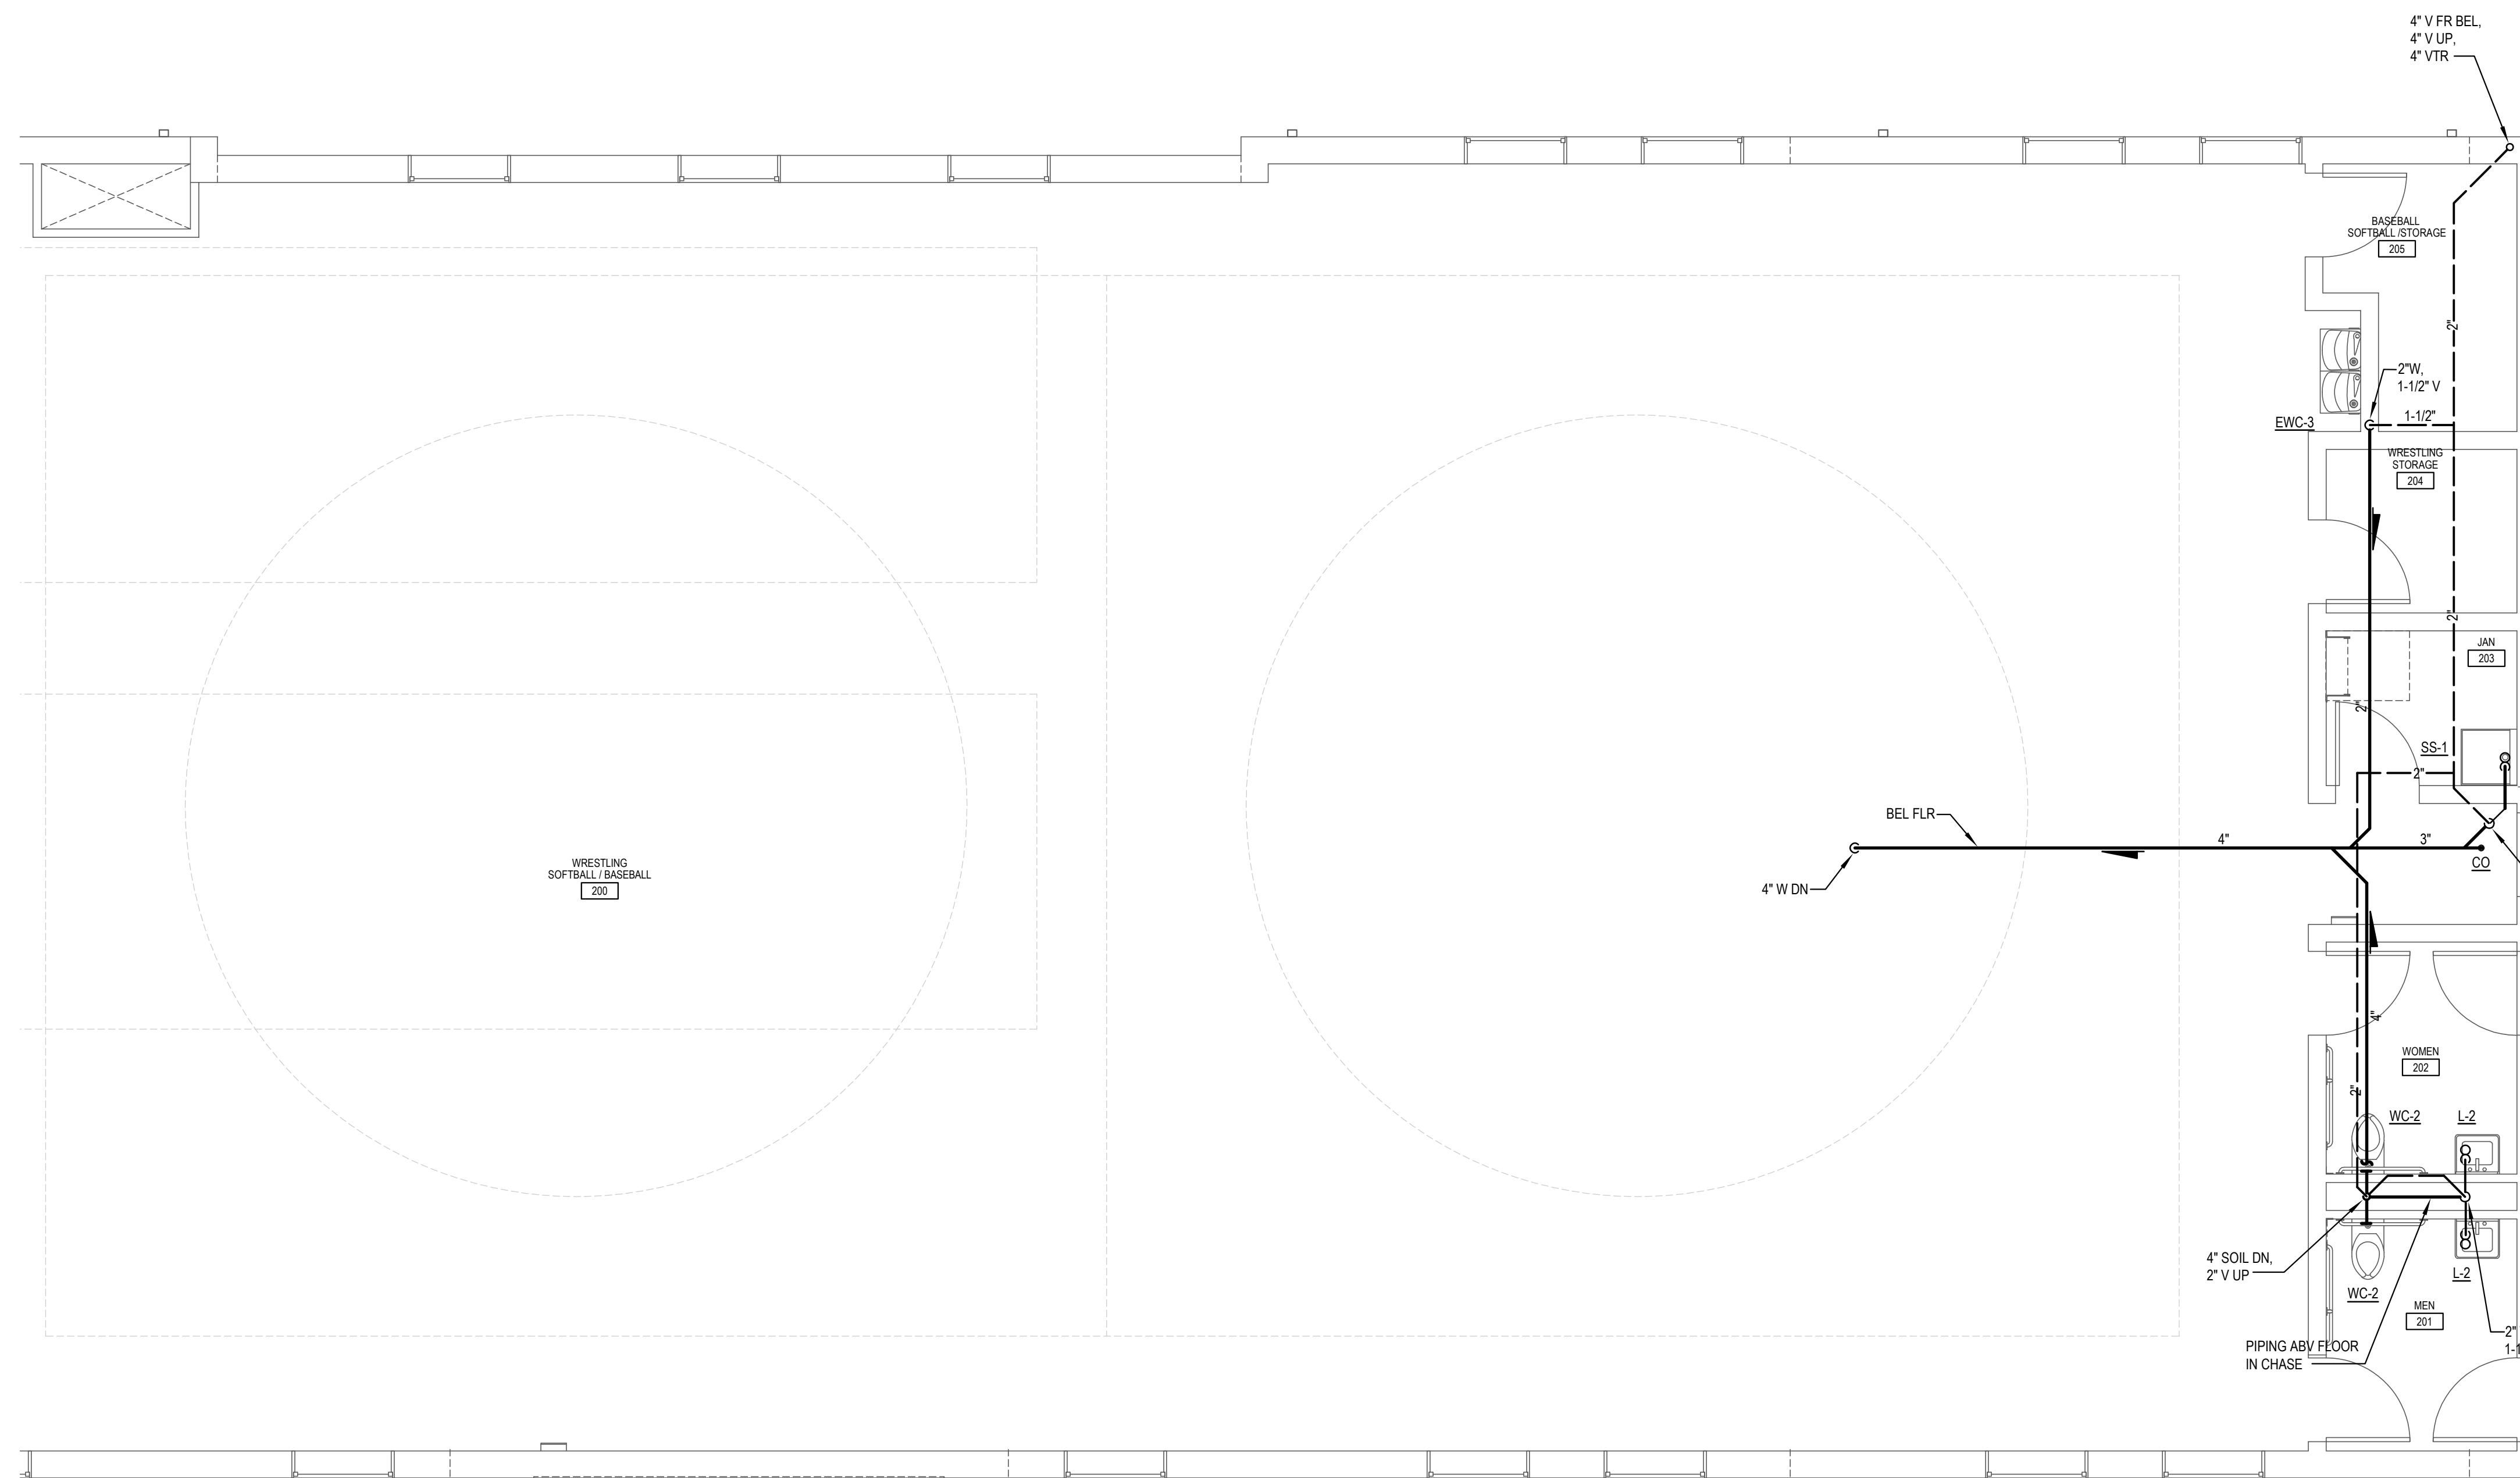 4" V FR BEL,
4" V UP,
4" VTR
BASEBALL
SOFTBALL /STORAGE
205
2"
2"W,
1-1/2" V
1-1/2"
EWC-3
WRESTLING
STORAGE
204
2"
JAN
203
2"
SS-1
2"
BEL FLR
4"
3"
CO
4" W DN
WRESTLING
SOFTBALL / BASEBALL
200
4"
WOMEN
202
2"
WC-2
L-2
4" SOIL DN,
2" V UP
L-2
WC-2
MEN
201
2"
PIPING ABV FLOOR
IN CHASE